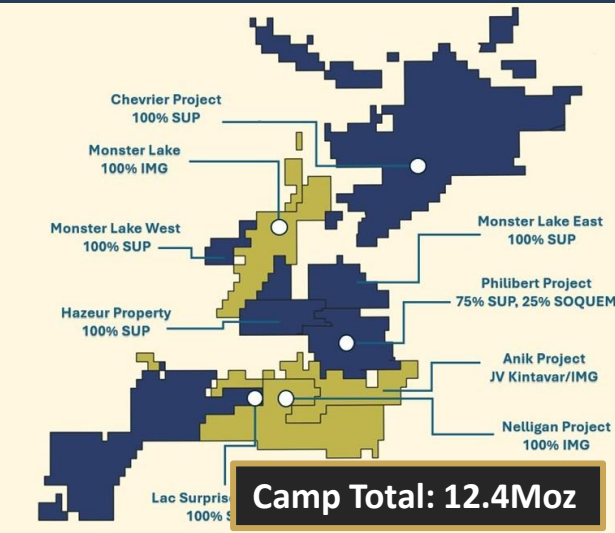 Chevrier Project
100% SUP
Monster Lake
100% IMG
Monster Lake West
100% SUP
Monster Lake East
100% SUP
Philibert Project
75% SUP, 25% SOQUEM
Hazeur Property
100% SUP
Anik Project
JV Kintavar/IMG
Nelligan Project
100% IMG
Lac
100%
Camp Total: 12.4Moz